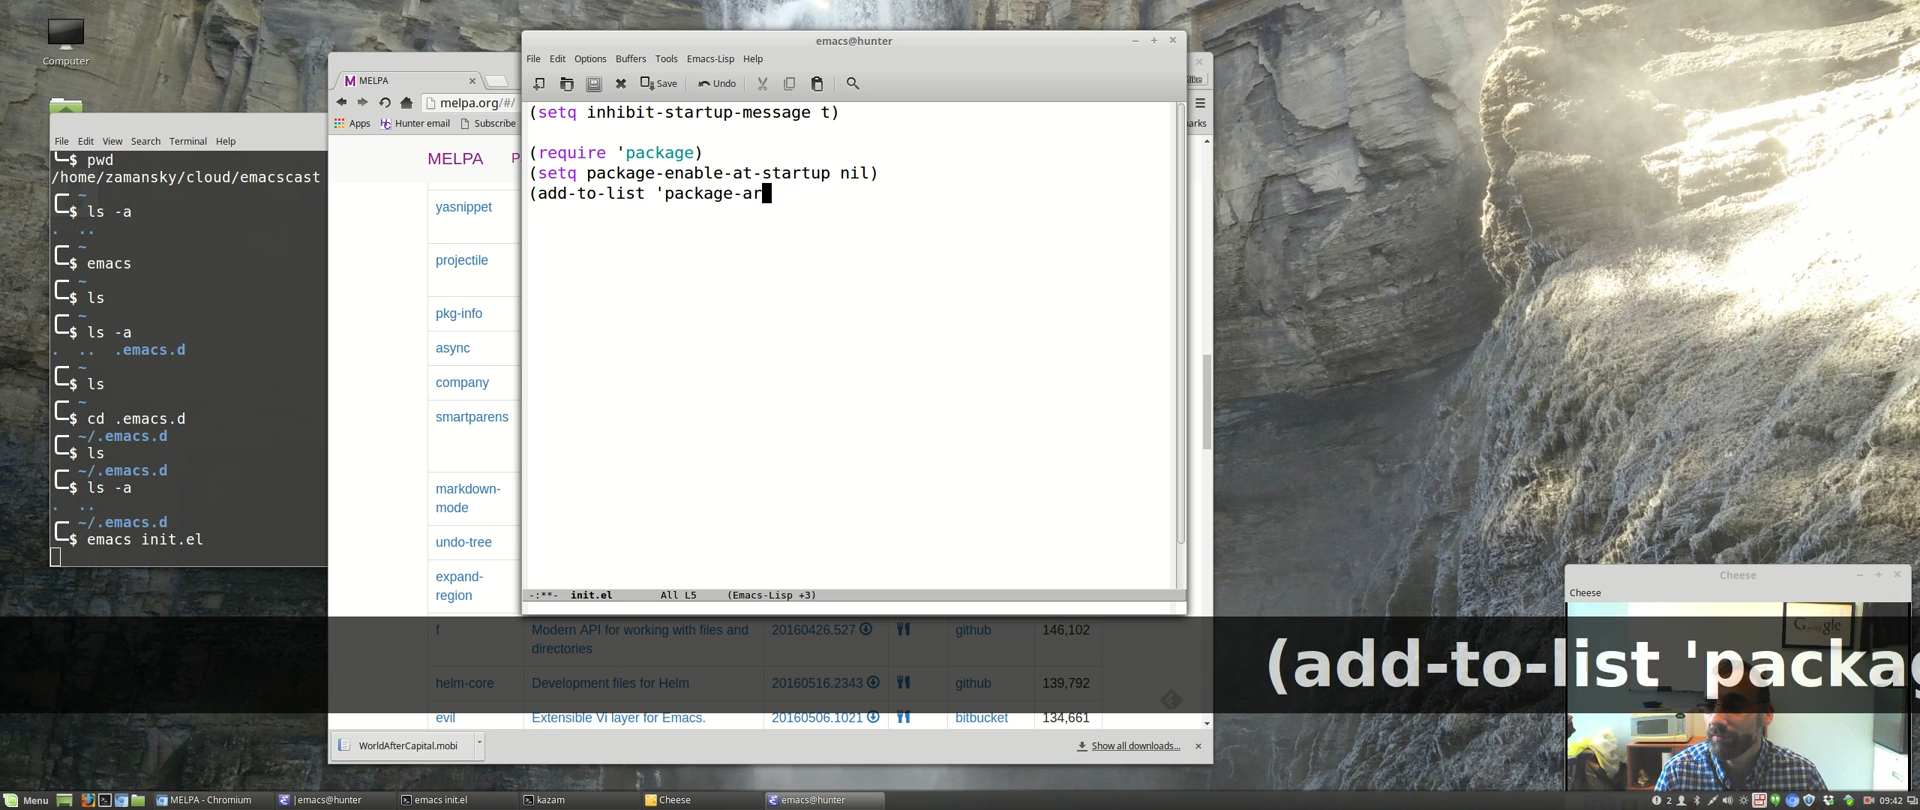 Computer
File Edit View Search Terminal Help
$ pwd
/home/zamansky/cloud/emacscast
~
$ ls -a
. ..
~
$ emacs
~
$ ls
~
$ ls -a
. .. .emacs.d
~
$ ls
~
$ cd .emacs.d
~/.emacs.d
$ ls
~/.emacs.d
$ ls -a
. ..
~/.emacs.d
$ emacs init.el
MELPA
melpa.org/#/
Apps Hunter email Subscribe
arks
MELPA P
yasnippet
projectile
pkg-info
async
company
smartparens
markdown-
mode
undo-tree
expand-
region
f Modern API for working with files and directories 20160426.527 github 146,102
helm-core Development files for Helm 20160516.2343 github 139,792
evil Extensible Vi layer for Emacs. 20160506.1021 bitbucket 134,661
WorldAfterCapital.mobi
Show all downloads...
emacs@hunter
File Edit Options Buffers Tools Emacs-Lisp Help
Save Undo
(setq inhibit-startup-message t)
(require 'package)
(setq package-enable-at-startup nil)
(add-to-list 'package-ar
-:**- init.el All L5 (Emacs-Lisp +3)
(add-to-list 'packag
Cheese
Cheese
Google
Menu
MELPA - Chromium
|emacs@hunter
emacs init.el
kazam
Cheese
emacs@hunter
2
09:42